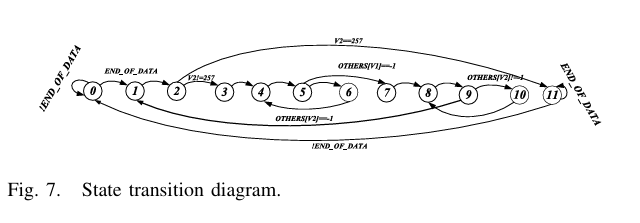 V2==257
OTHERS[V1]==-1
END_OF_DATA
V2!=257
OTHERS[V2]!=-1
!END_OF_DATA
END_OF_DATA
0 1 2 3 4 5 6 7 8 9 10 11
OTHERS[V2]==-1
!END_OF_DATA
Fig. 7. State transition diagram.